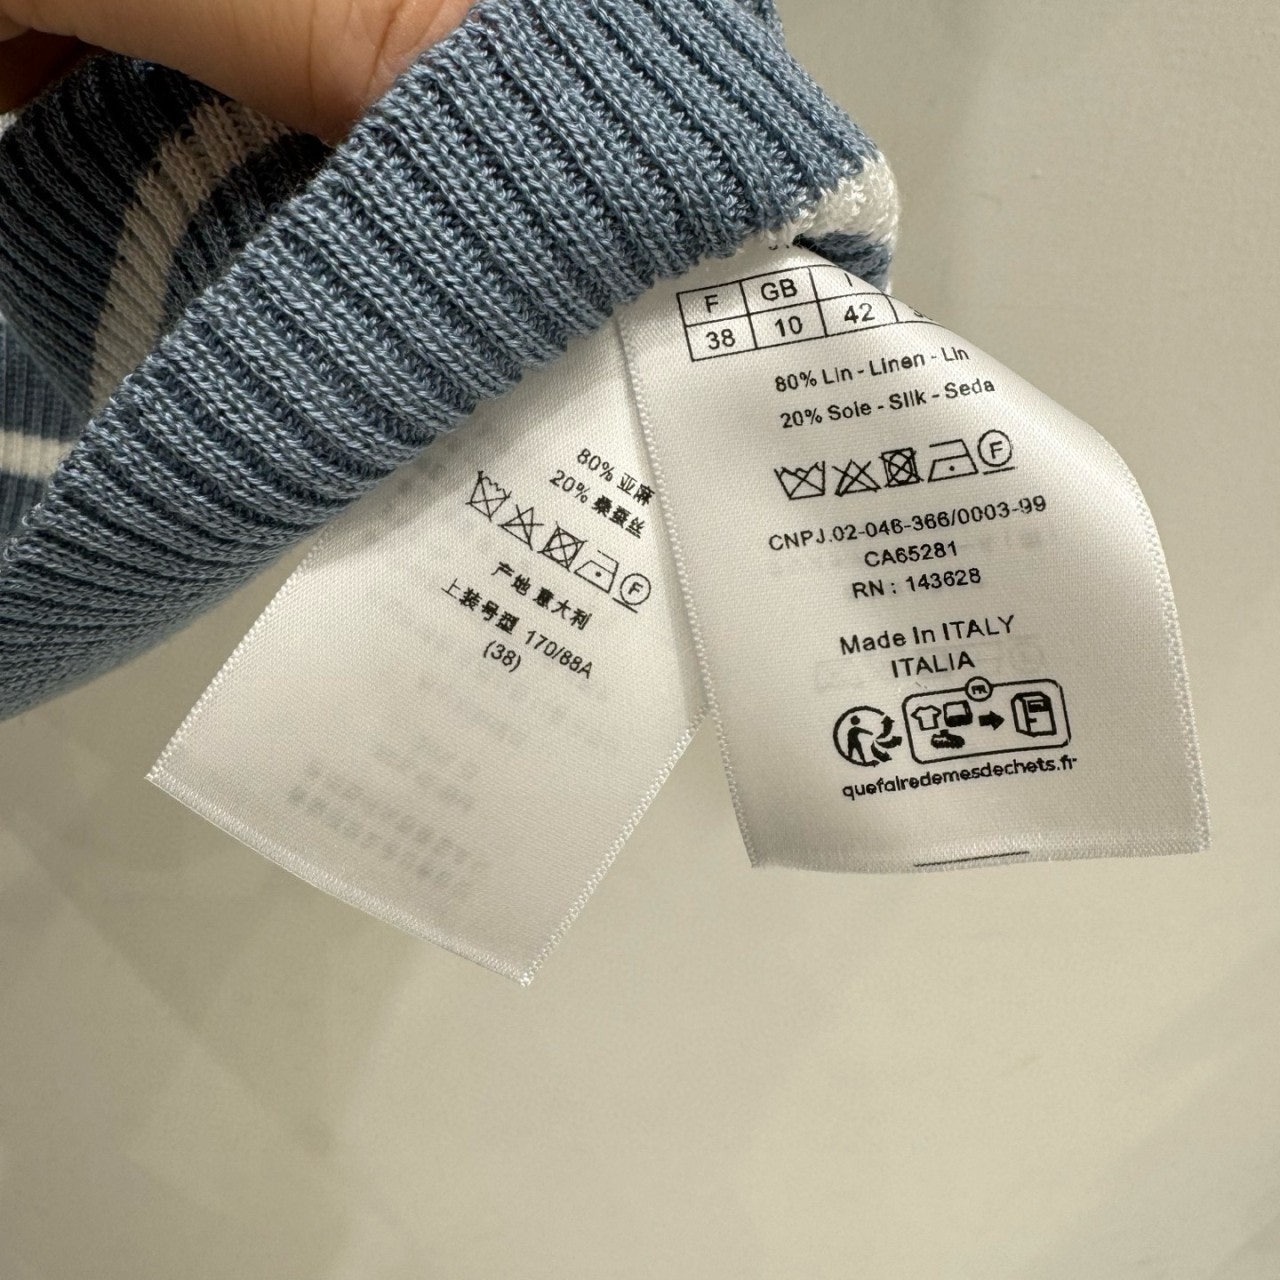 80% 亚麻
20% 桑蚕丝
F
产地 意大利
上装号型 170/88A
(38)
F GB I
38 10 42
80% Lin - Linen - Lin
20% Soie - Silk - Seda
F
CNPJ.02-046-366/0003-99
CA65281
RN : 143628
Made In ITALY
ITALIA
FR
quefairedemesdechets.fr